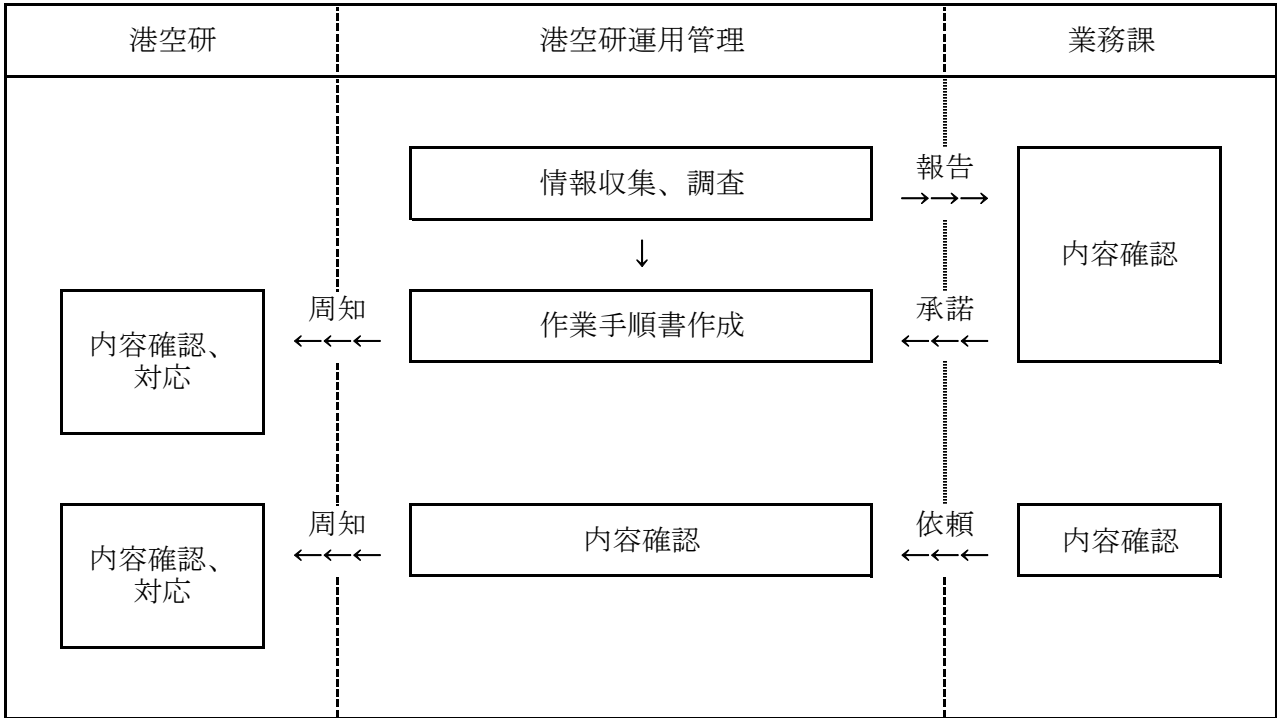 港空研
港空研運用管理
業務課
情報収集、調査
報告
→→→
内容確認
↓
内容確認、
対応
周知
←←←
作業手順書作成
承諾
←←←
内容確認、
対応
周知
←←←
内容確認
依頼
←←←
内容確認